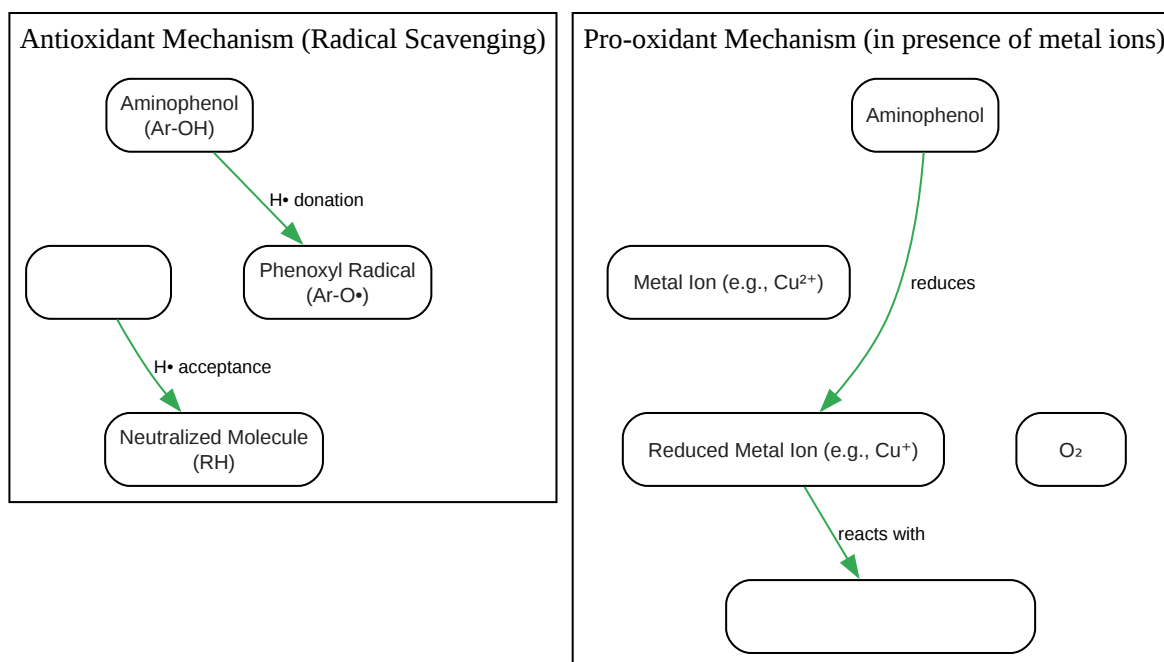 Antioxidant Mechanism (Radical Scavenging)
Aminophenol
(Ar-OH)
H• donation
Phenoxyl Radical
(Ar-O•)
H• acceptance
Neutralized Molecule
(RH)
Pro-oxidant Mechanism (in presence of metal ions)
Aminophenol
Metal Ion (e.g., Cu²⁺)
reduces
Reduced Metal Ion (e.g., Cu⁺)
O₂
reacts with